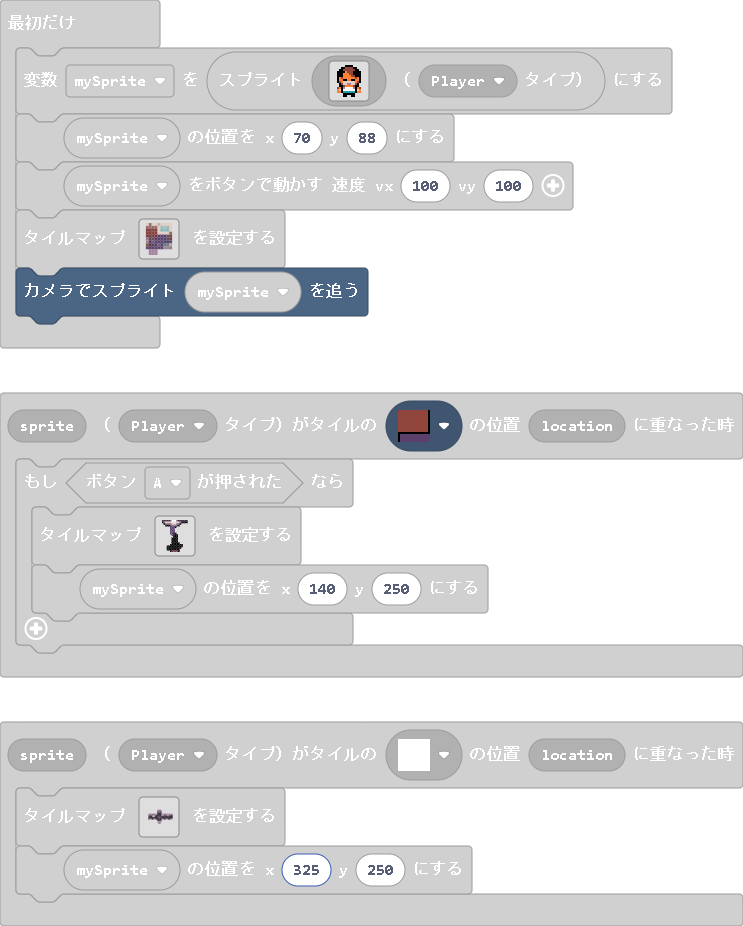 最初だけ
変数 mySprite を スプライト ( Player タイプ) にする
mySprite の位置を x 70 y 88 にする
mySprite をボタンで動かす 速度 vx 100 vy 100
タイルマップ を設定する
カメラでスプライト mySprite を追う
sprite ( Player タイプ) がタイルの の位置 location に重なった時
もし ボタン A が押された なら
タイルマップ を設定する
mySprite の位置を x 140 y 250 にする
sprite ( Player タイプ) がタイルの の位置 location に重なった時
タイルマップ を設定する
mySprite の位置を x 325 y 250 にする